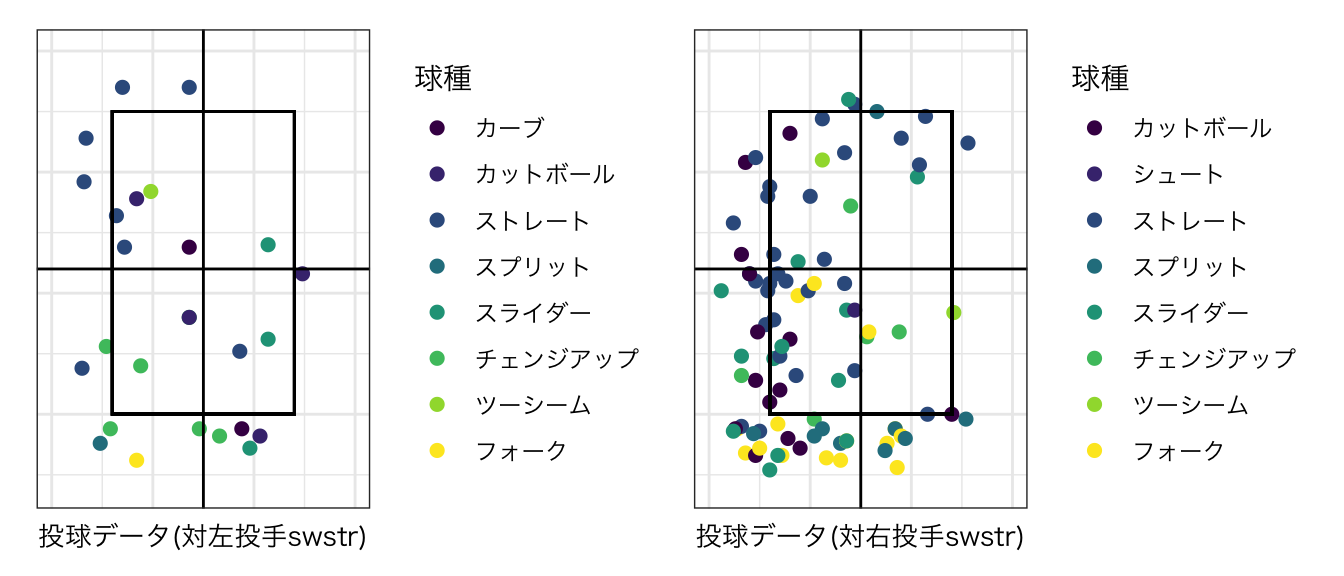 球種
カーブ
カットボール
ストレート
スプリット
スライダー
チェンジアップ
ツーシーム
フォーク
投球データ(対左投手swstr)
球種
カットボール
シュート
ストレート
スプリット
スライダー
チェンジアップ
ツーシーム
フォーク
投球データ(対右投手swstr)